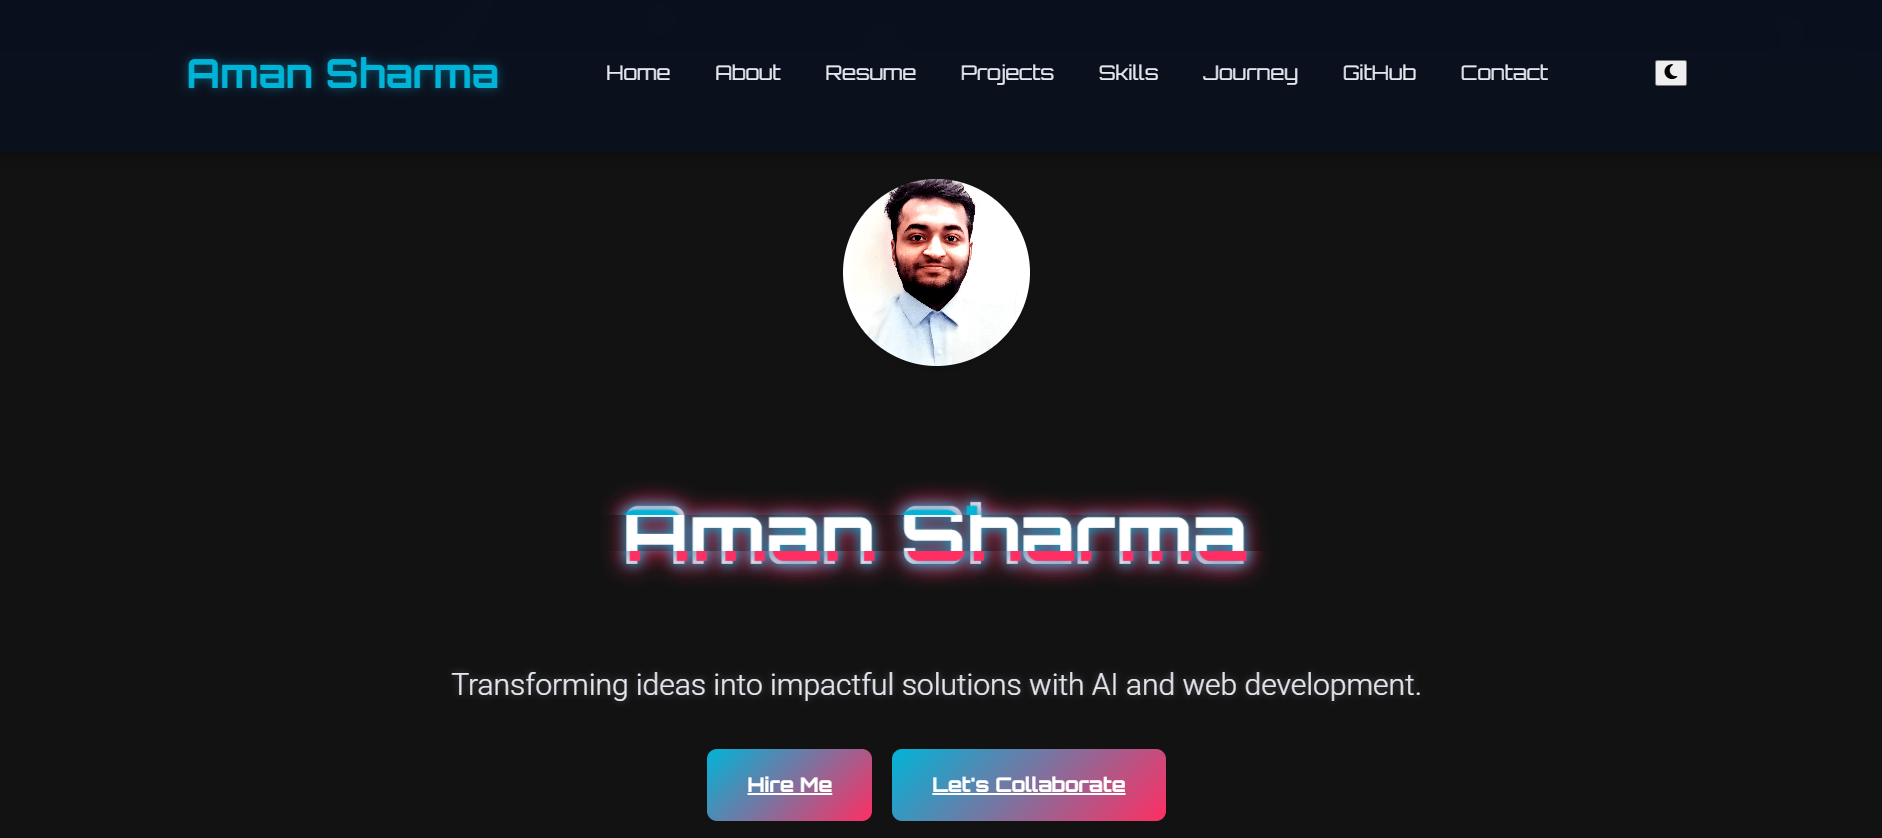 Aman Sharma
Home About Resume Projects Skills Journey GitHub Contact
Aman Sharma
Transforming ideas into impactful solutions with AI and web development.
Hire Me Let's Collaborate